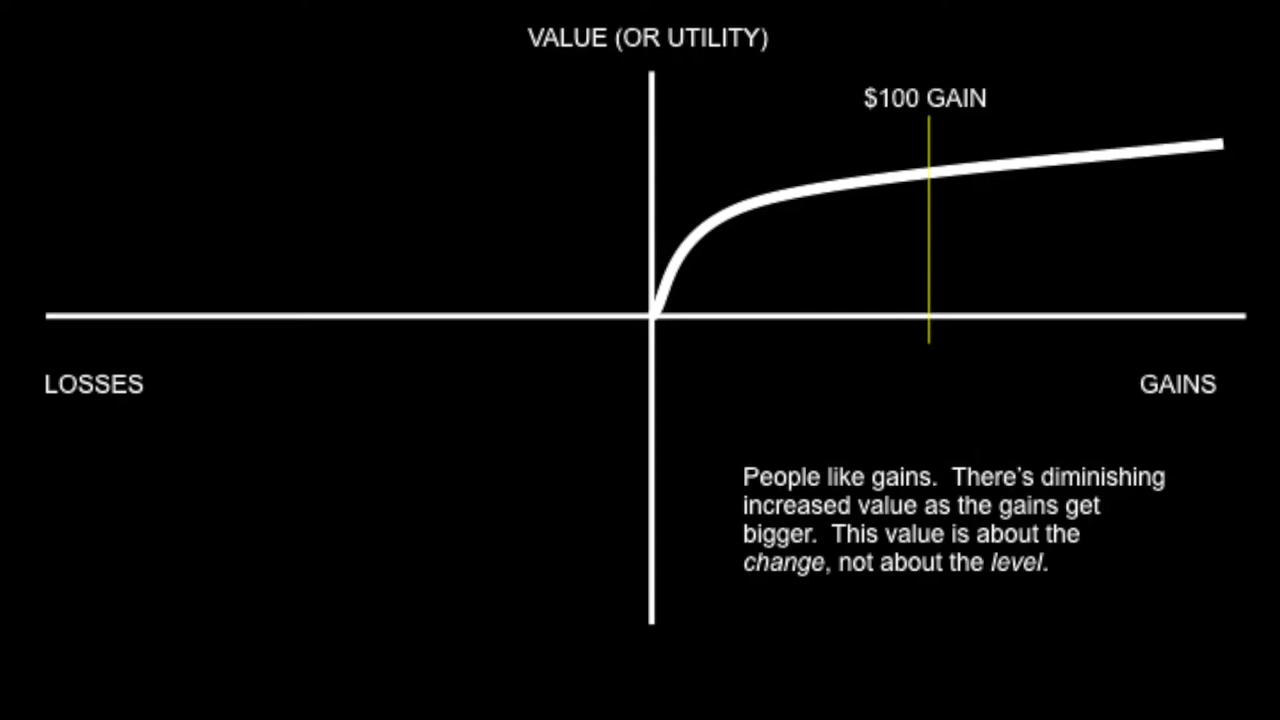 VALUE (OR UTILITY)
$100 GAIN
LOSSES
GAINS
People like gains.  There’s diminishing
increased value as the gains get
bigger.  This value is about the
change, not about the level.